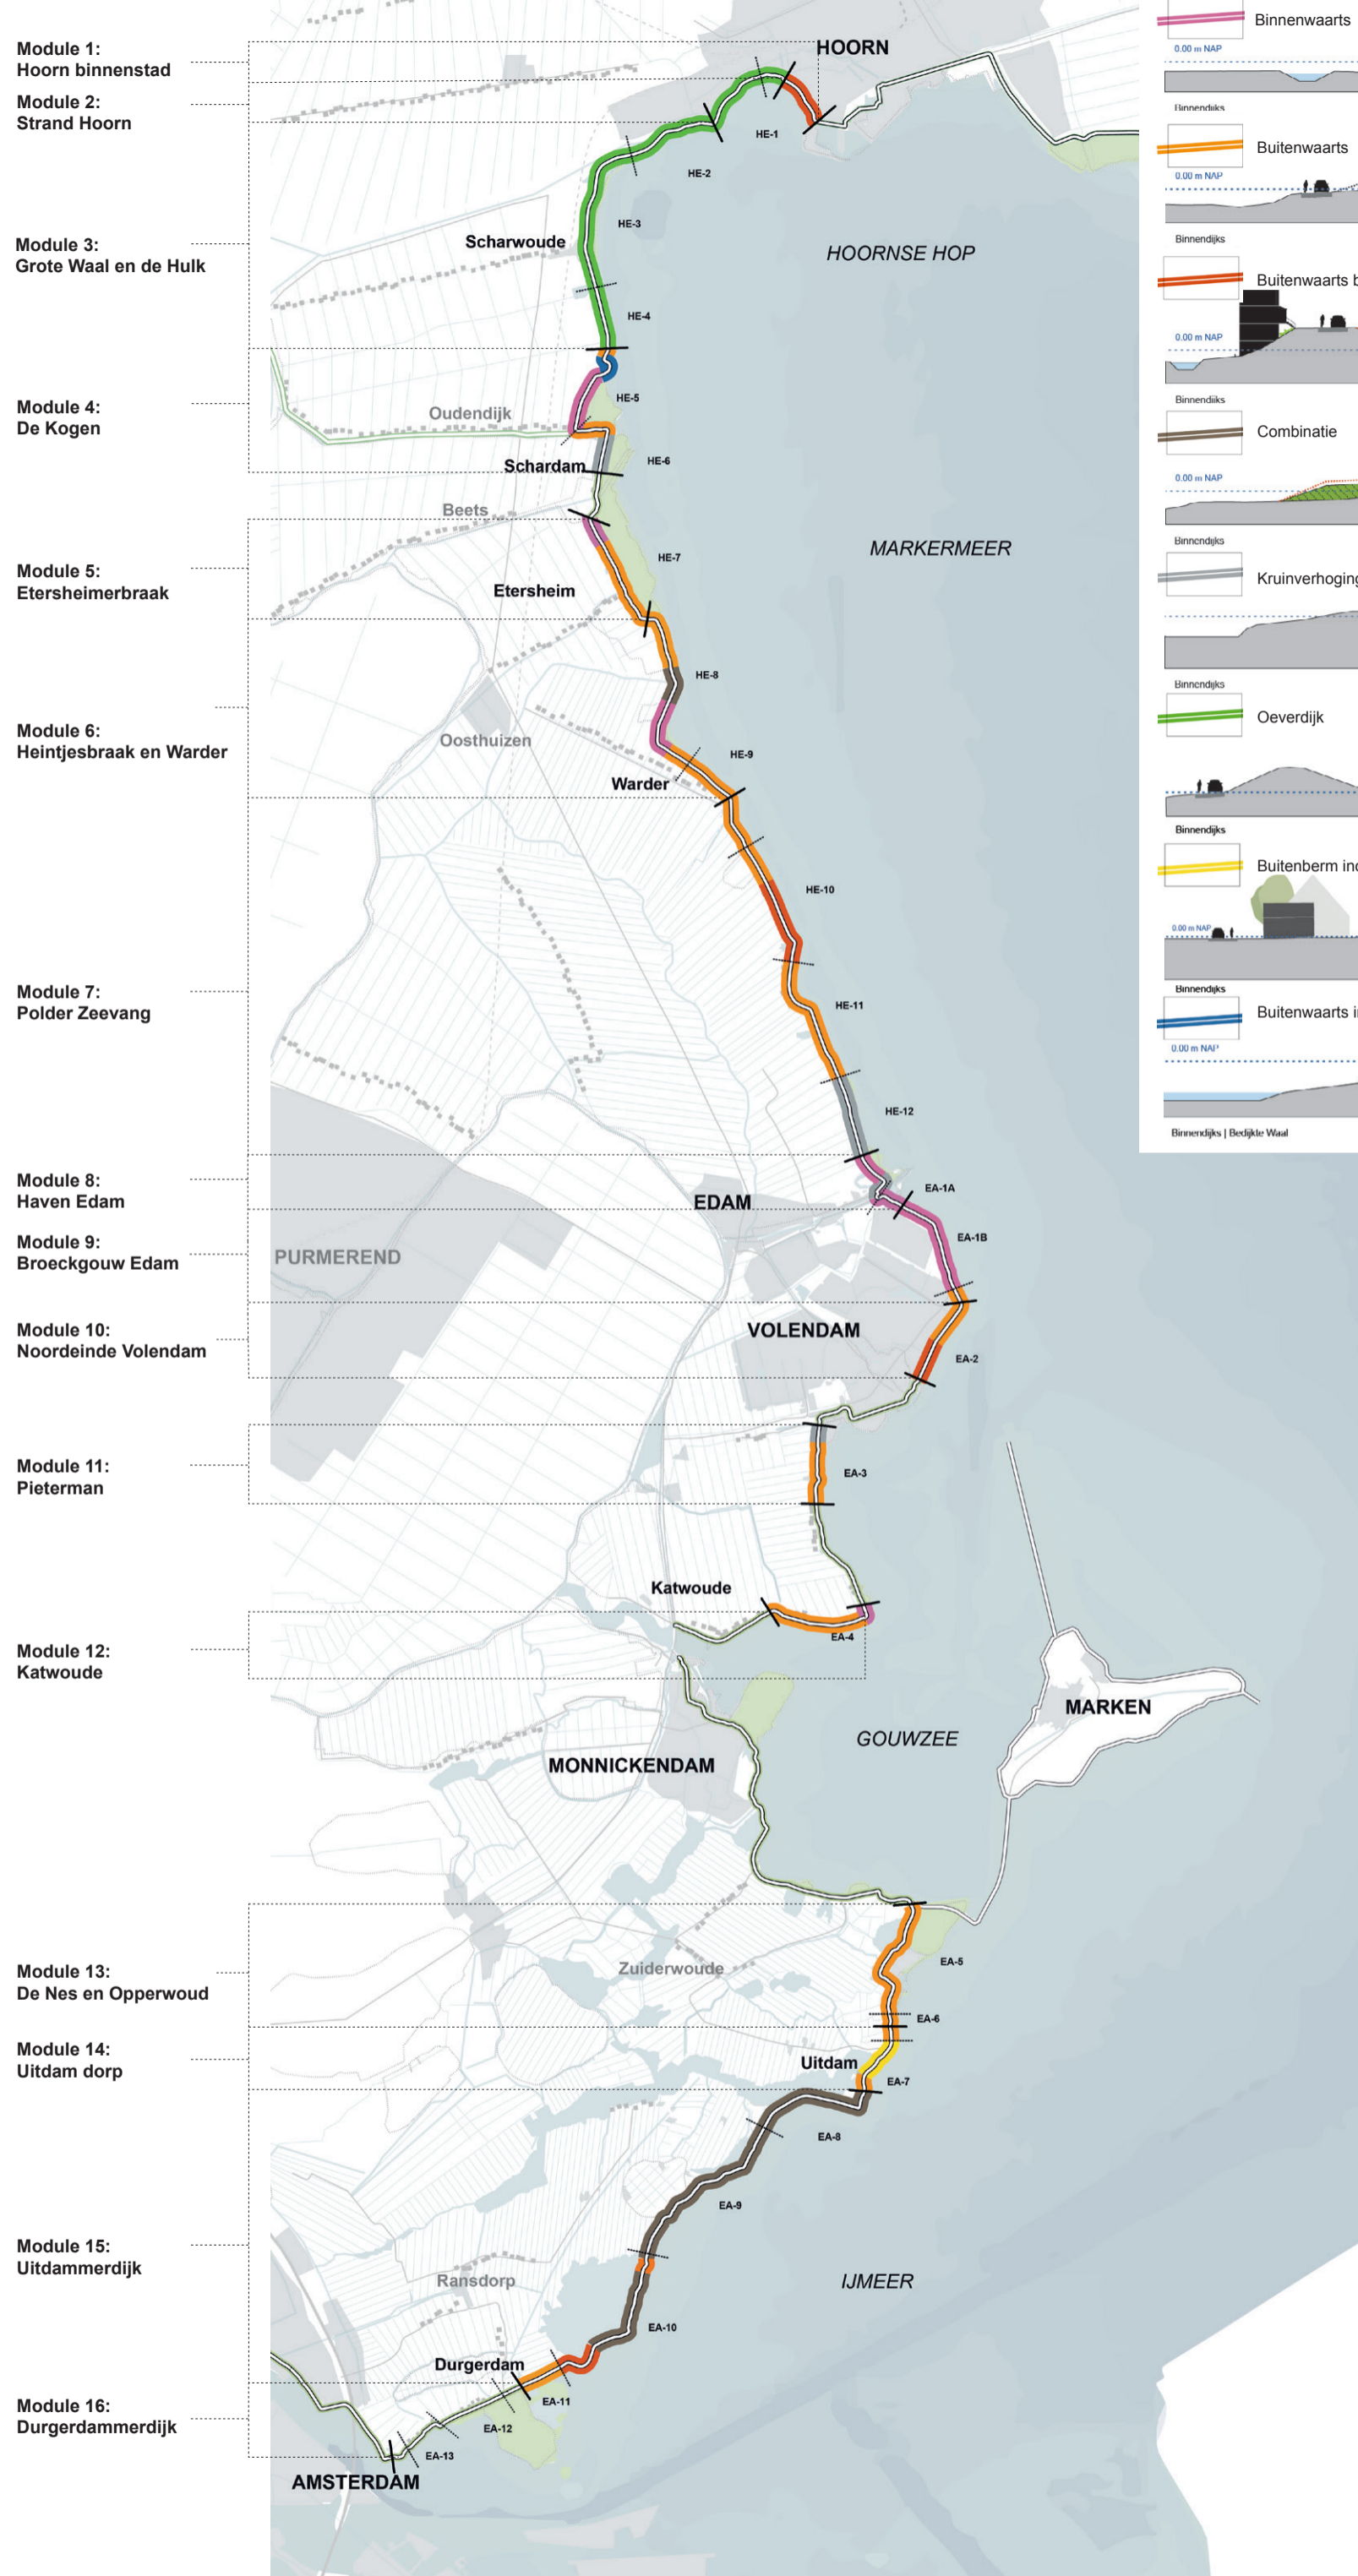 Module 1:
Hoorn binnenstad
Module 2:
Strand Hoorn
Module 3:
Grote Waal en de Hulk
Module 4:
De Kogen
Module 5:
Etersheimerbraak
Module 6:
Heintjesbraak en Warder
Module 7:
Polder Zeevang
Module 8:
Haven Edam
Module 9:
Broeckgouw Edam
Module 10:
Noordeinde Volendam
Module 11:
Pieterman
Module 12:
Katwoude
Module 13:
De Nes en Opperwoud
Module 14:
Uitdam dorp
Module 15:
Uitdammerdijk
Module 16:
Durgerdammerdijk
HOORN
HE-1
HE-2
HE-3
Scharwoude
HOORNSE HOP
HE-4
HE-5
Oudendijk
HE-6
Schardam
Beets
MARKERMEER
HE-7
Etersheim
HE-8
Oosthuizen
HE-9
Warder
HE-10
HE-11
HE-12
EA-1A
EDAM
EA-1B
PURMEREND
VOLENDAM
EA-2
EA-3
Katwoude
EA-4
MARKEN
GOUWZEE
MONNICKENDAM
EA-5
Zuiderwoude
EA-6
Uitdam
EA-7
EA-8
EA-9
Ransdorp
IJMEER
EA-10
Durgerdam
EA-11
EA-12
EA-13
AMSTERDAM
Binnenwaarts
0.00 m NAP
Binnendijks
Buitenwaarts
0.00 m NAP
Binnendijks
Buitenwaarts b
0.00 m NAP
Binnendijks
Combinatie
0.00 m NAP
Binnendijks
Kruinverhoging
Binnendijks
Oeverdijk
Binnendijks
Buitenberm inc
0.00 m NAP
Binnendijks
Buitenwaarts i
0.00 m NAP
Binnendijks | Bedijkte Waal